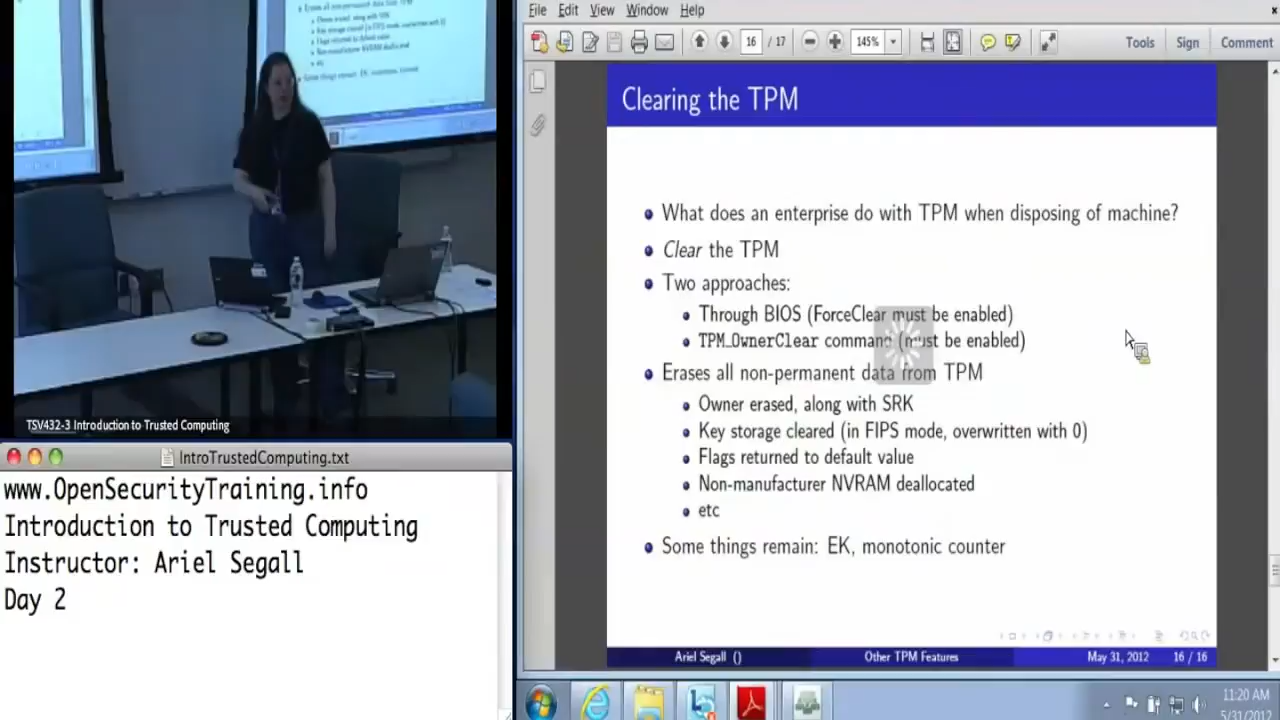 File Edit View Window Help
16 / 17 145% Tools Sign Comment
Clearing the TPM
What does an enterprise do with TPM when disposing of machine?
Clear the TPM
Two approaches:
Through BIOS (ForceClear must be enabled)
TPM_OwnerClear command (must be enabled)
Erases all non-permanent data from TPM
Owner erased, along with SRK
Key storage cleared (in FIPS mode, overwritten with 0)
Flags returned to default value
Non-manufacturer NVRAM deallocated
etc
Some things remain: EK, monotonic counter
Ariel Segall () Other TPM Features May 31, 2012 16 / 16
11:20 AM
5/31/2012
TSV432-3 Introduction to Trusted Computing
IntroTrustedComputing.txt
www.OpenSecurityTraining.info
Introduction to Trusted Computing
Instructor: Ariel Segall
Day 2